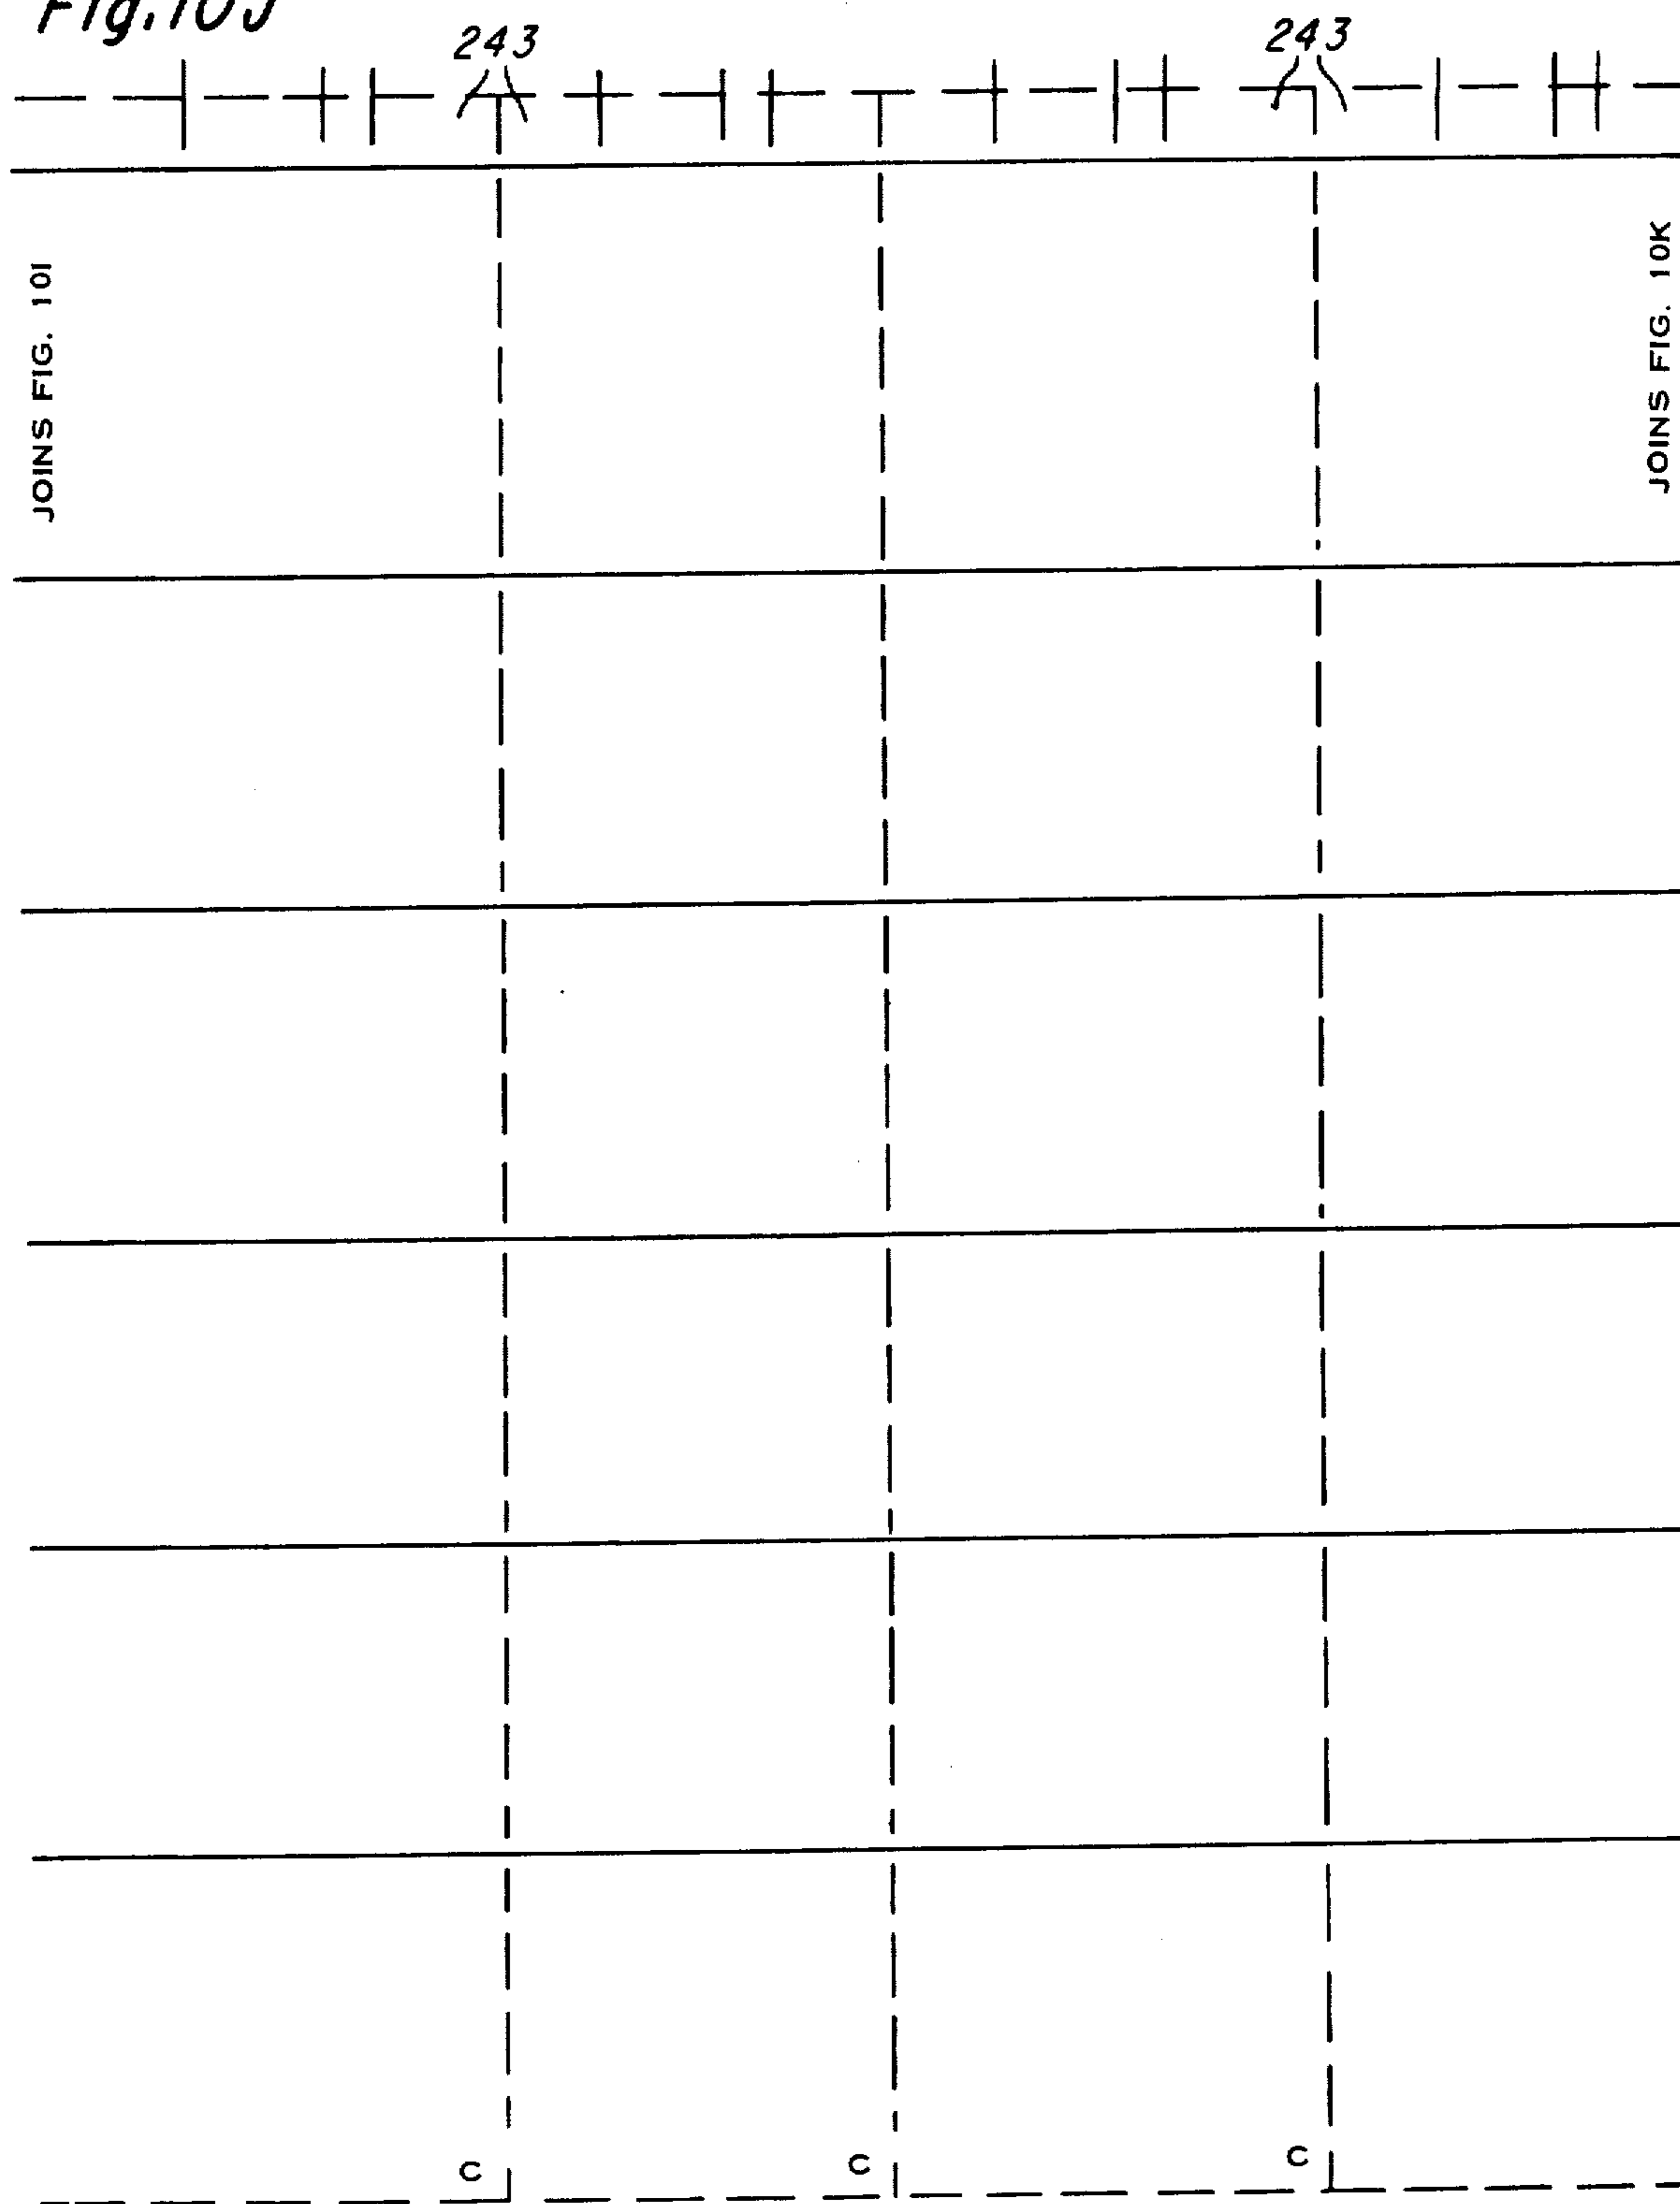 Fig. 10J
243 243
JOINS FIG. 10I
JOINS FIG. 10K
C C C